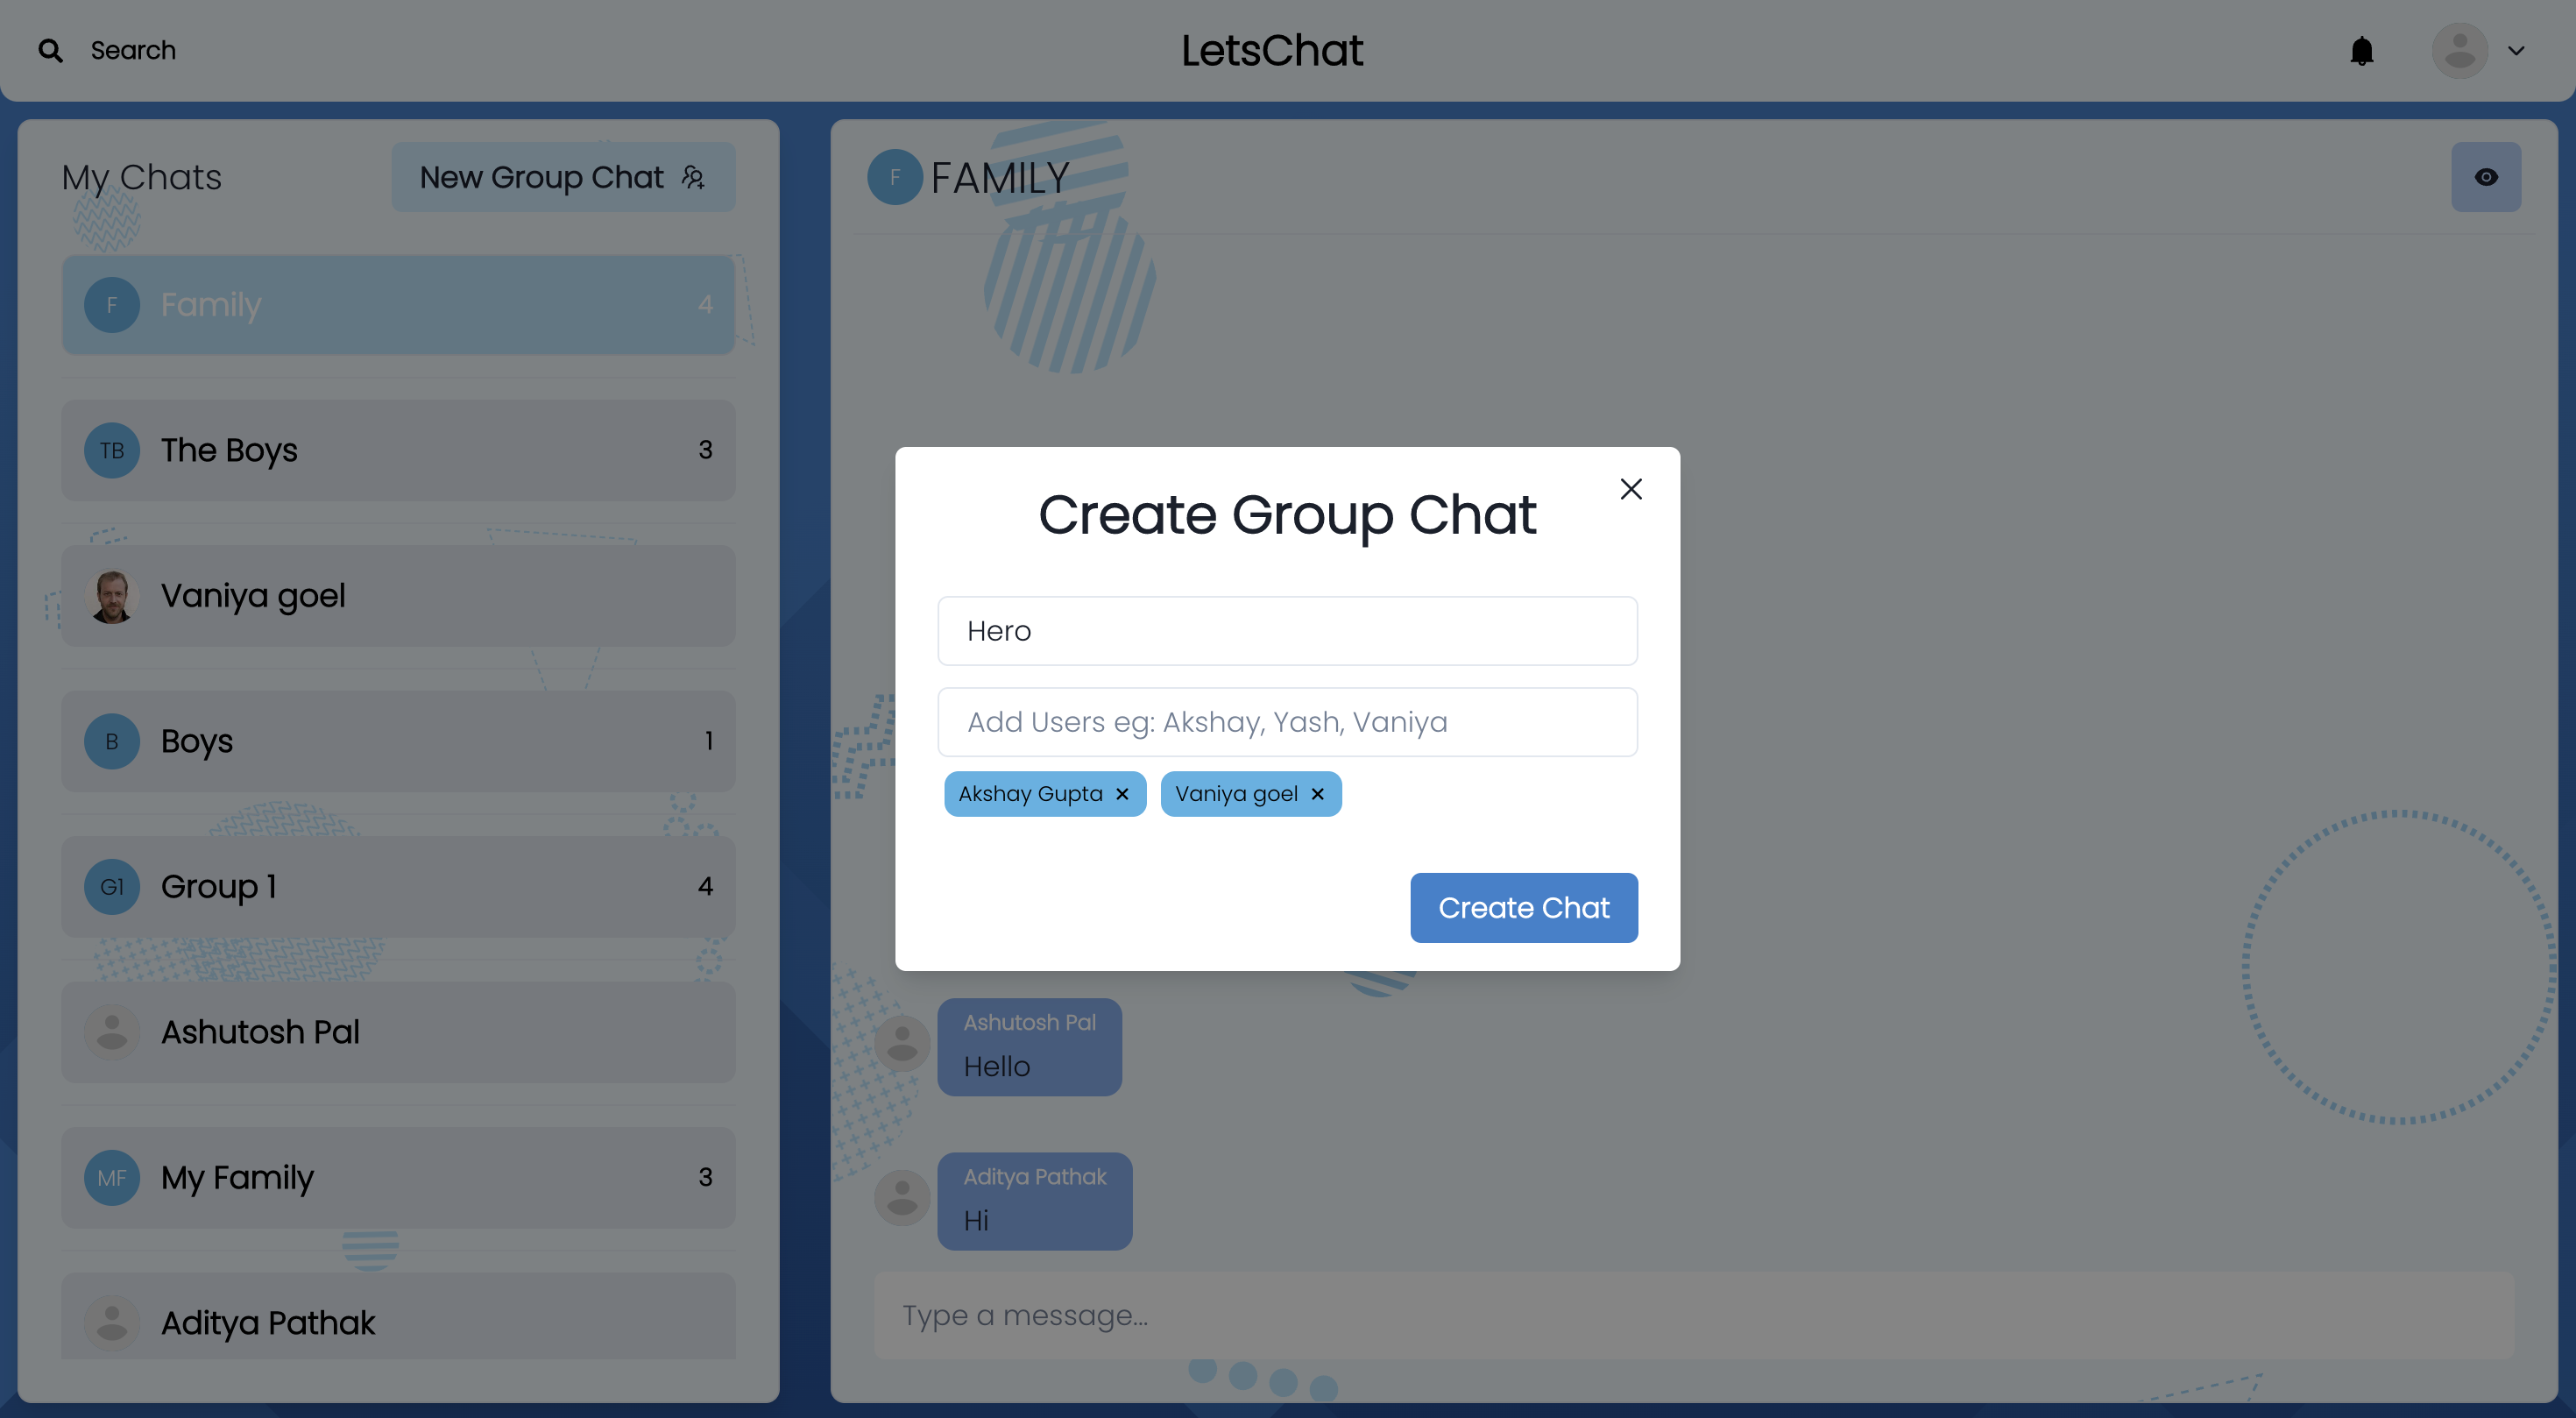 Search
LetsChat
My Chats
New Group Chat
F
Family
4
TB
The Boys
3
Vaniya goel
B
Boys
1
G1
Group 1
4
Ashutosh Pal
MF
My Family
3
Aditya Pathak
F
FAMILY
Create Group Chat
Hero
Add Users eg: Akshay, Yash, Vaniya
Akshay Gupta
Vaniya goel
Create Chat
Ashutosh Pal
Hello
Aditya Pathak
Hi
Type a message...